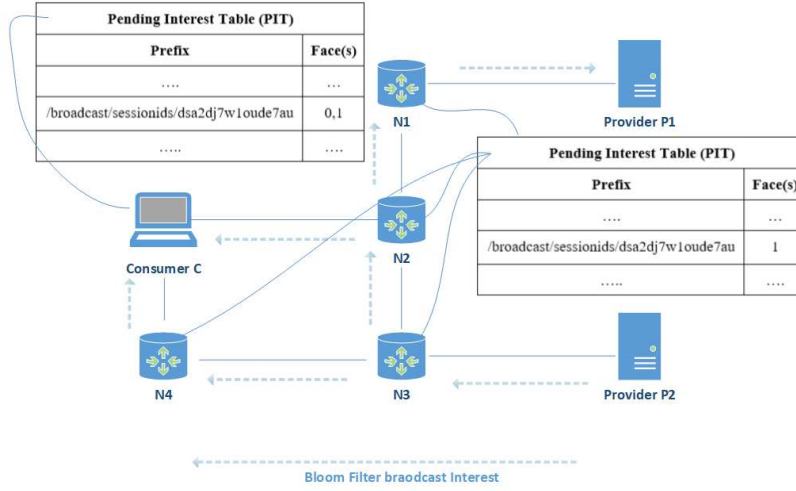 Pending Interest Table (PIT)
Prefix Face(s)
.... ...
/broadcast/sessionids/dsa2dj7w1oude7au 0,1
..... ....
N1
Provider P1
Pending Interest Table (PIT)
Prefix Face(s)
.... ...
/broadcast/sessionids/dsa2dj7w1oude7au 1
..... ....
N2
Consumer C
N4
N3
Provider P2
Bloom Filter braodcast Interest